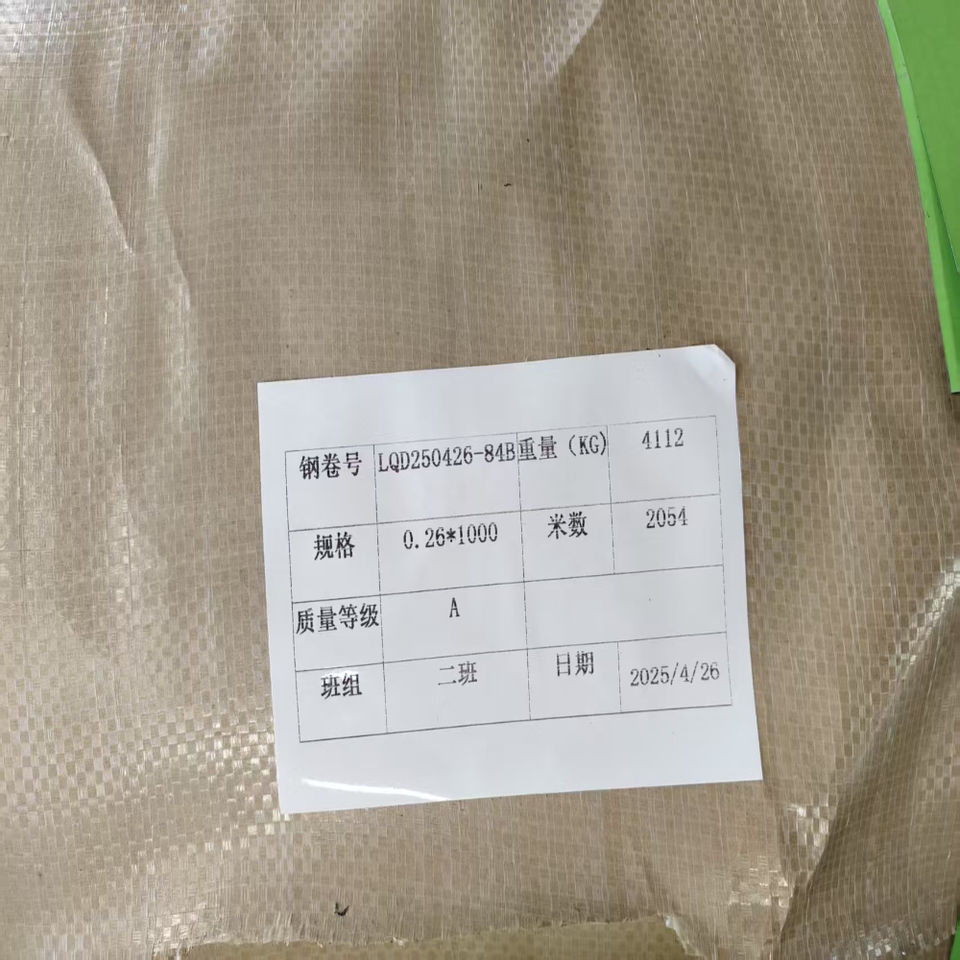 钢卷号 LQD250426-84B 重量（KG） 4112
规格 0.26*1000 米数 2054
质量等级 A
班组 二班 日期 2025/4/26